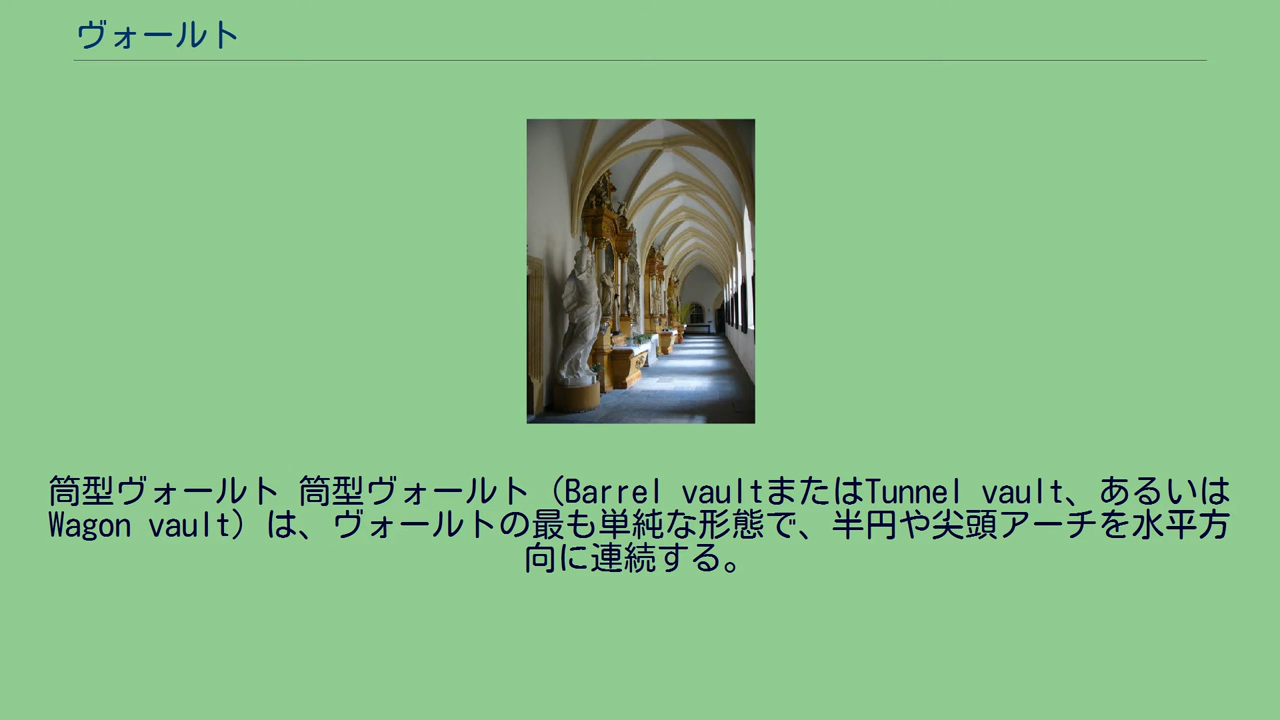 ヴォールト
筒型ヴォールト 筒型ヴォールト（Barrel vaultまたはTunnel vault、あるいは
Wagon vault）は、ヴォールトの最も単純な形態で、半円や尖頭アーチを水平方
向に連続する。